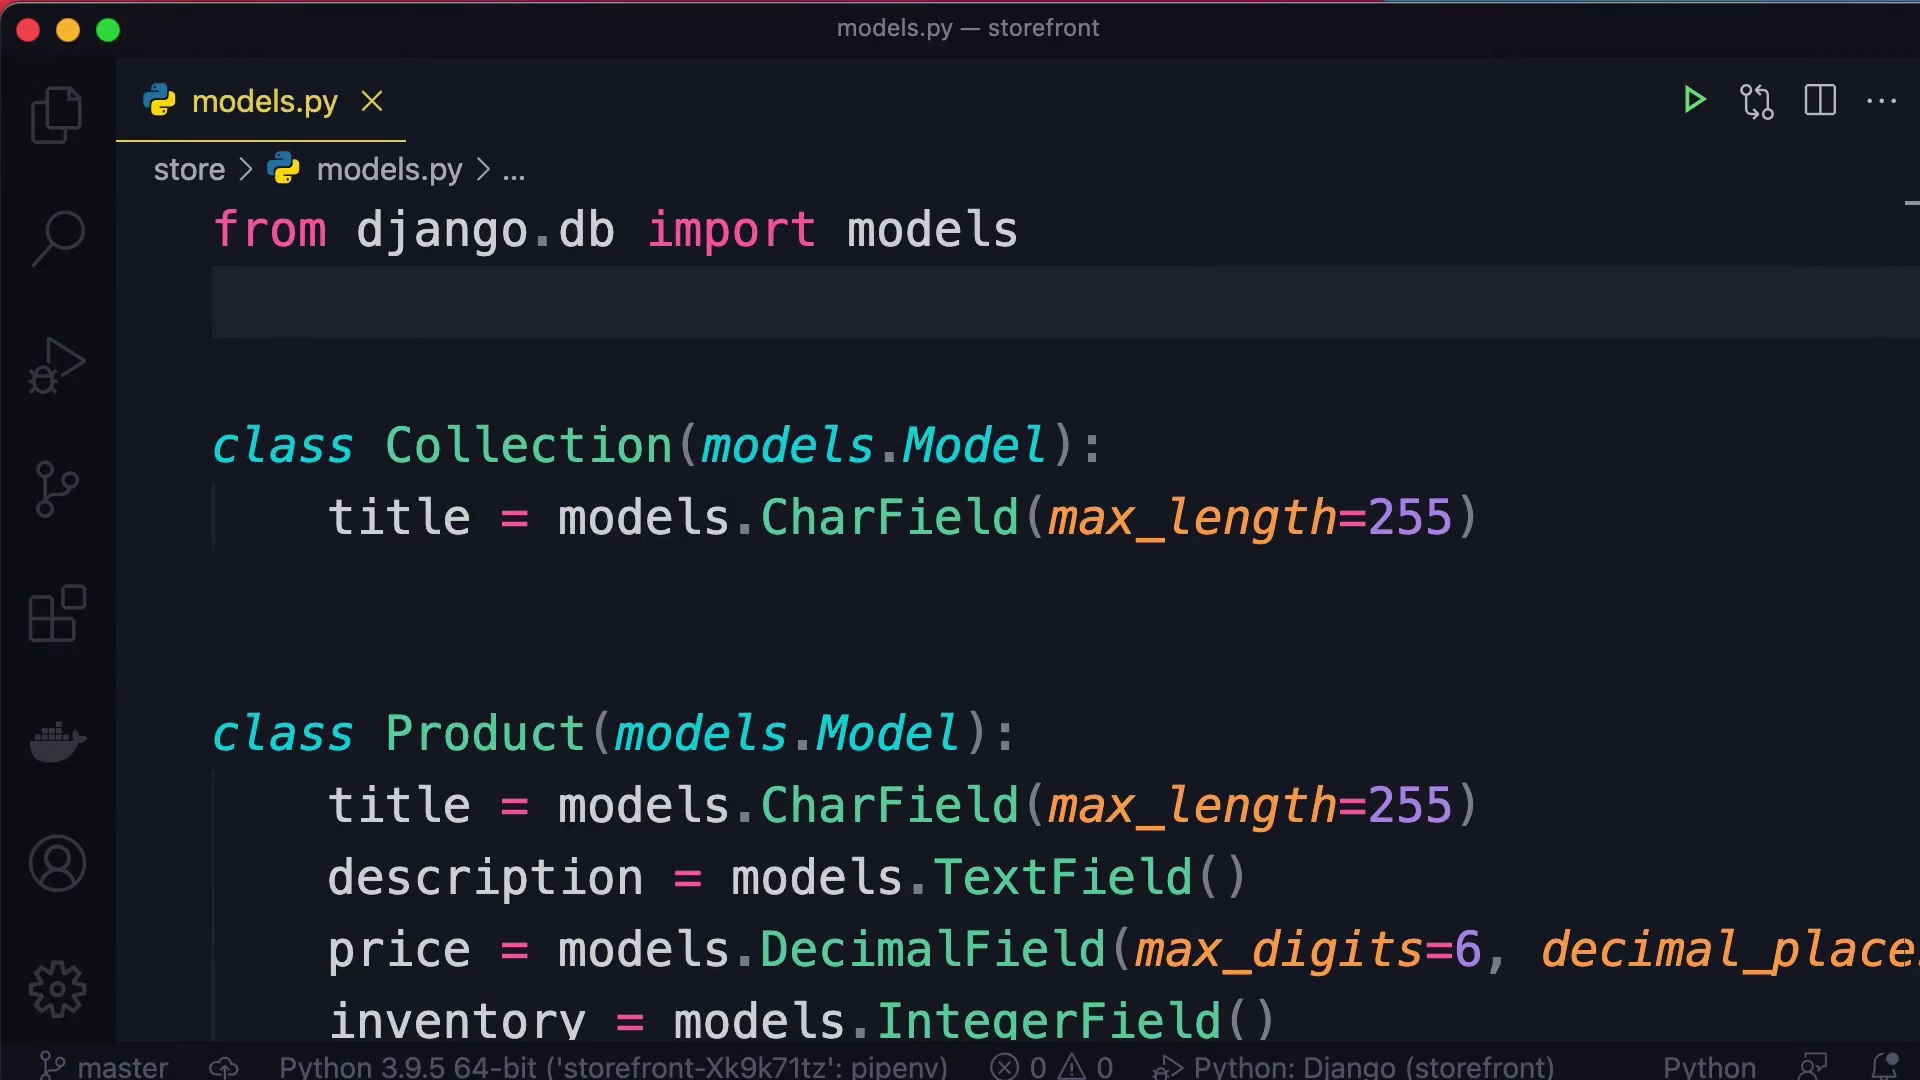 models.py — storefront
models.py
store > models.py > ...
from django.db import models
class Collection(models.Model):
    title = models.CharField(max_length=255)
class Product(models.Model):
    title = models.CharField(max_length=255)
    description = models.TextField()
    price = models.DecimalField(max_digits=6, decimal_place
    inventory = models.IntegerField()
master Python 3.9.5 64-bit ('storefront-Xk9k71tz': pipenv) 0 0 Python: Django (storefront) Python